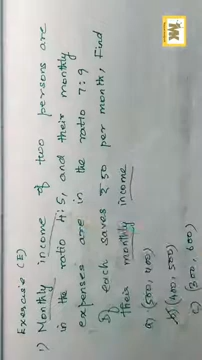 Exercise (E)
1) Monthly income of two persons are
in the ratio 4:5, and their monthly
expenses are in the ratio 7:9
If each saves ₹50 per month, Find
their monthly income
a) (500, 400)
b) (400, 500)
c) (300, 600)